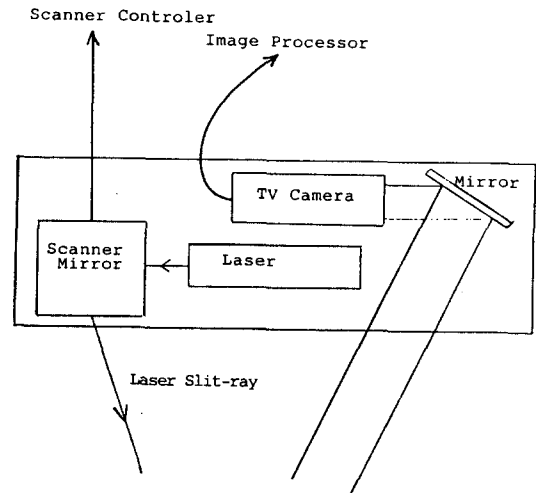 Scanner Controler
Image Processor
TV Camera
Mirror
Scanner
Mirror
Laser
Laser Slit-ray